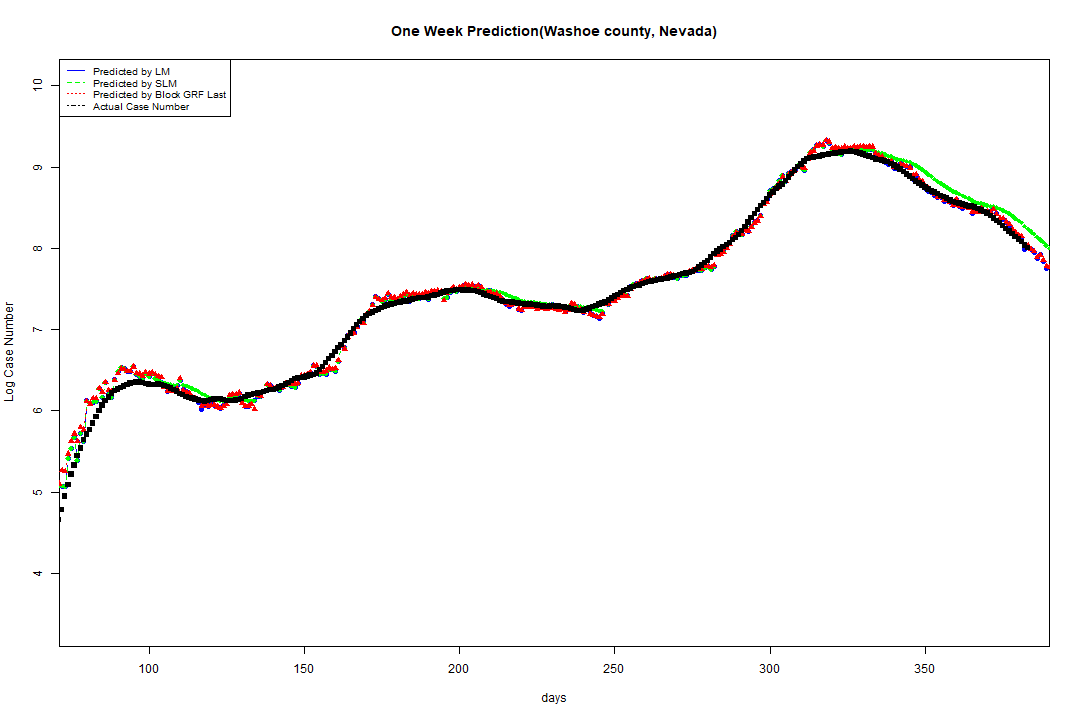 One Week Prediction(Washoe county, Nevada)
Predicted by LM
Predicted by SLM
Predicted by Block GRF Last
Actual Case Number
10
9
8
7
6
5
4
Log Case Number
100 150 200 250 300 350
days